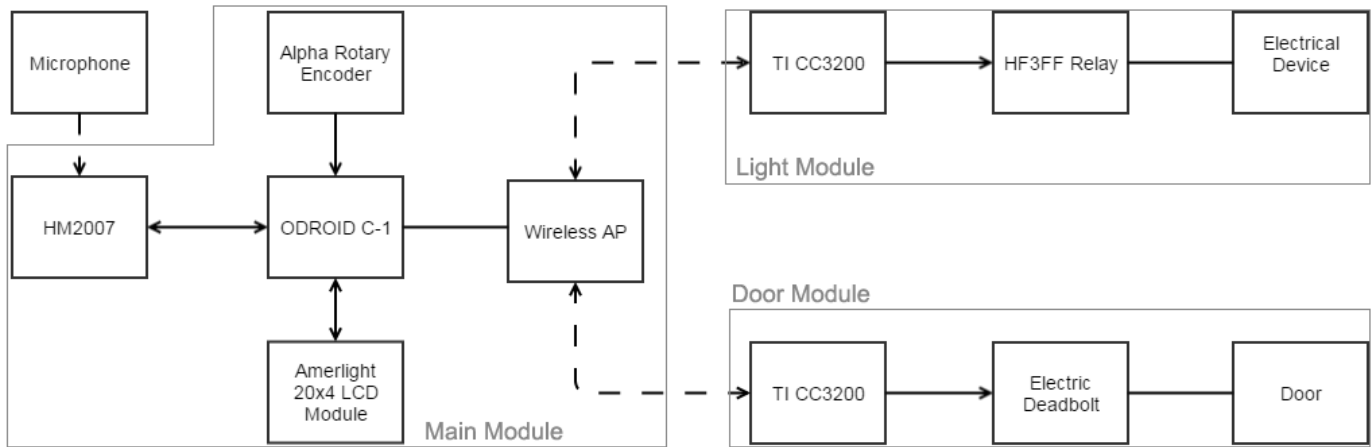 Microphone
Alpha Rotary
Encoder
TI CC3200
HF3FF Relay
Electrical
Device
Light Module
HM2007
ODROID C-1
Wireless AP
Door Module
Amerlight
20x4 LCD
Module
Main Module
TI CC3200
Electric
Deadbolt
Door